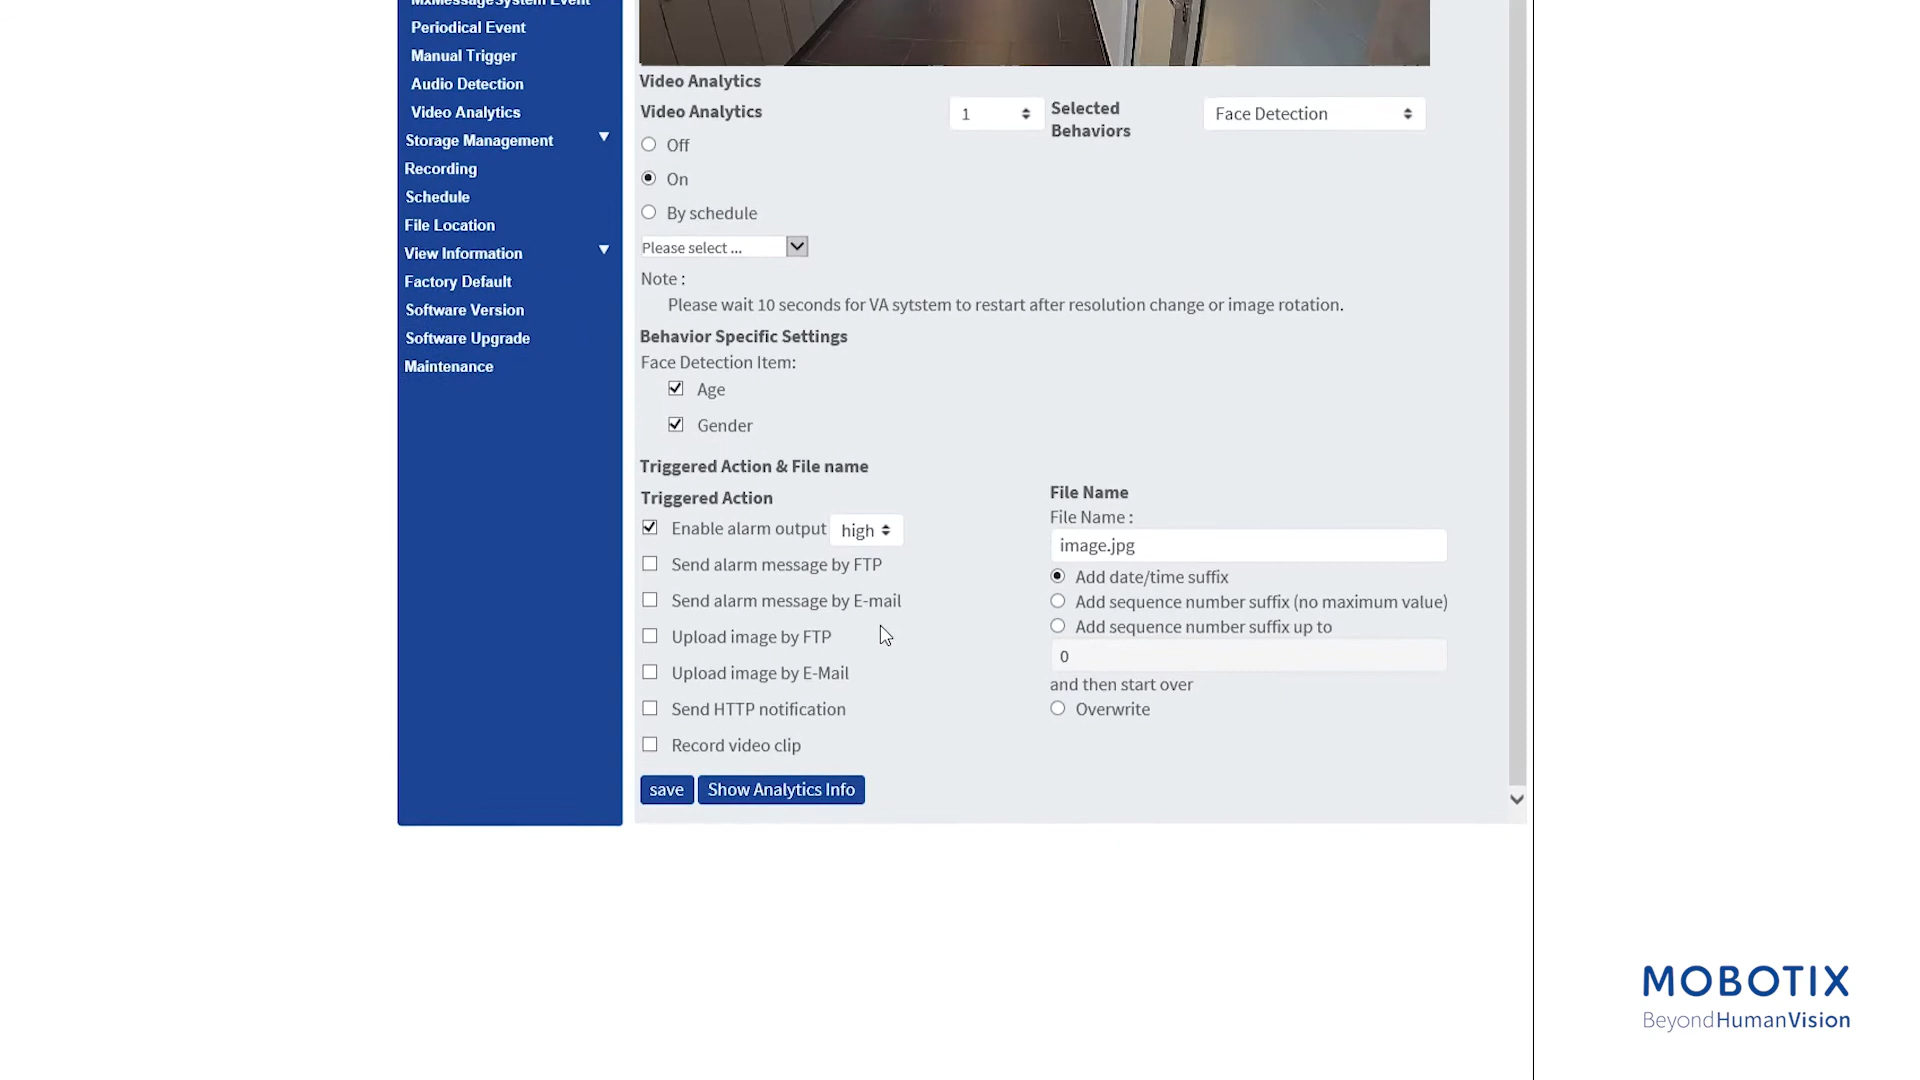 MxMessageSystem Event
Periodical Event
Manual Trigger
Audio Detection
Video Analytics
Storage Management
Recording
Schedule
File Location
View Information
Factory Default
Software Version
Software Upgrade
Maintenance
Video Analytics
Video Analytics
1
Selected
Behaviors
Face Detection
Off
On
By schedule
Please select ...
Note :
Please wait 10 seconds for VA sytstem to restart after resolution change or image rotation.
Behavior Specific Settings
Face Detection Item:
Age
Gender
Triggered Action & File name
Triggered Action
Enable alarm output high
Send alarm message by FTP
Send alarm message by E-mail
Upload image by FTP
Upload image by E-Mail
Send HTTP notification
Record video clip
File Name
File Name :
image.jpg
Add date/time suffix
Add sequence number suffix (no maximum value)
Add sequence number suffix up to
0
and then start over
Overwrite
save Show Analytics Info
MOBOTIX
BeyondHumanVision